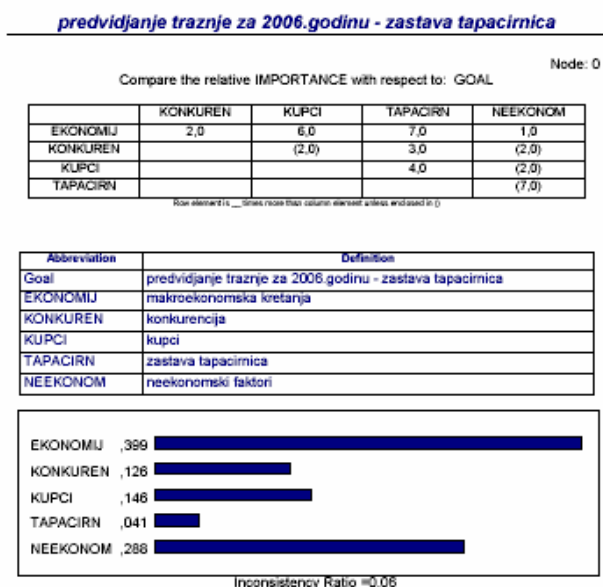 predvidjanje traznje za 2006.godinu - zastava tapacirnica
Node: 0
Compare the relative IMPORTANCE with respect to: GOAL
KONKUREN KUPCI TAPACIRN NEEKONOM
EKONOMIJ 2,0 6,0 7,0 1,0
KONKUREN (2,0) 3,0 (2,0)
KUPCI 4,0 (2,0)
TAPACIRN (7,0)
Row element is __ times more than column element unless enclosed in ()
Abbreviation Definition
Goal predvidjanje traznje za 2006.godinu - zastava tapacirnica
EKONOMIJ makroekonomska kretanja
KONKUREN konkurencija
KUPCI kupci
TAPACIRN zastava tapacirnica
NEEKONOM neekonomski faktori
EKONOMIJ ,399
KONKUREN ,126
KUPCI ,146
TAPACIRN ,041
NEEKONOM ,288
Inconsistency Ratio =0.06